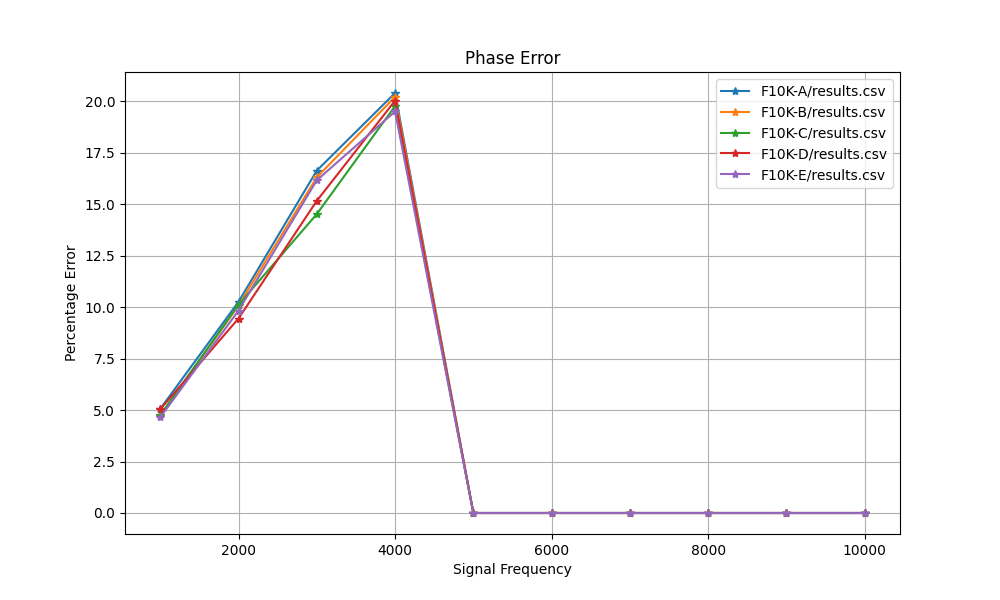 Phase Error
F10K-A/results.csv
F10K-B/results.csv
F10K-C/results.csv
F10K-D/results.csv
F10K-E/results.csv
Percentage Error
20.0
17.5
15.0
12.5
10.0
7.5
5.0
2.5
0.0
2000 4000 6000 8000 10000
Signal Frequency